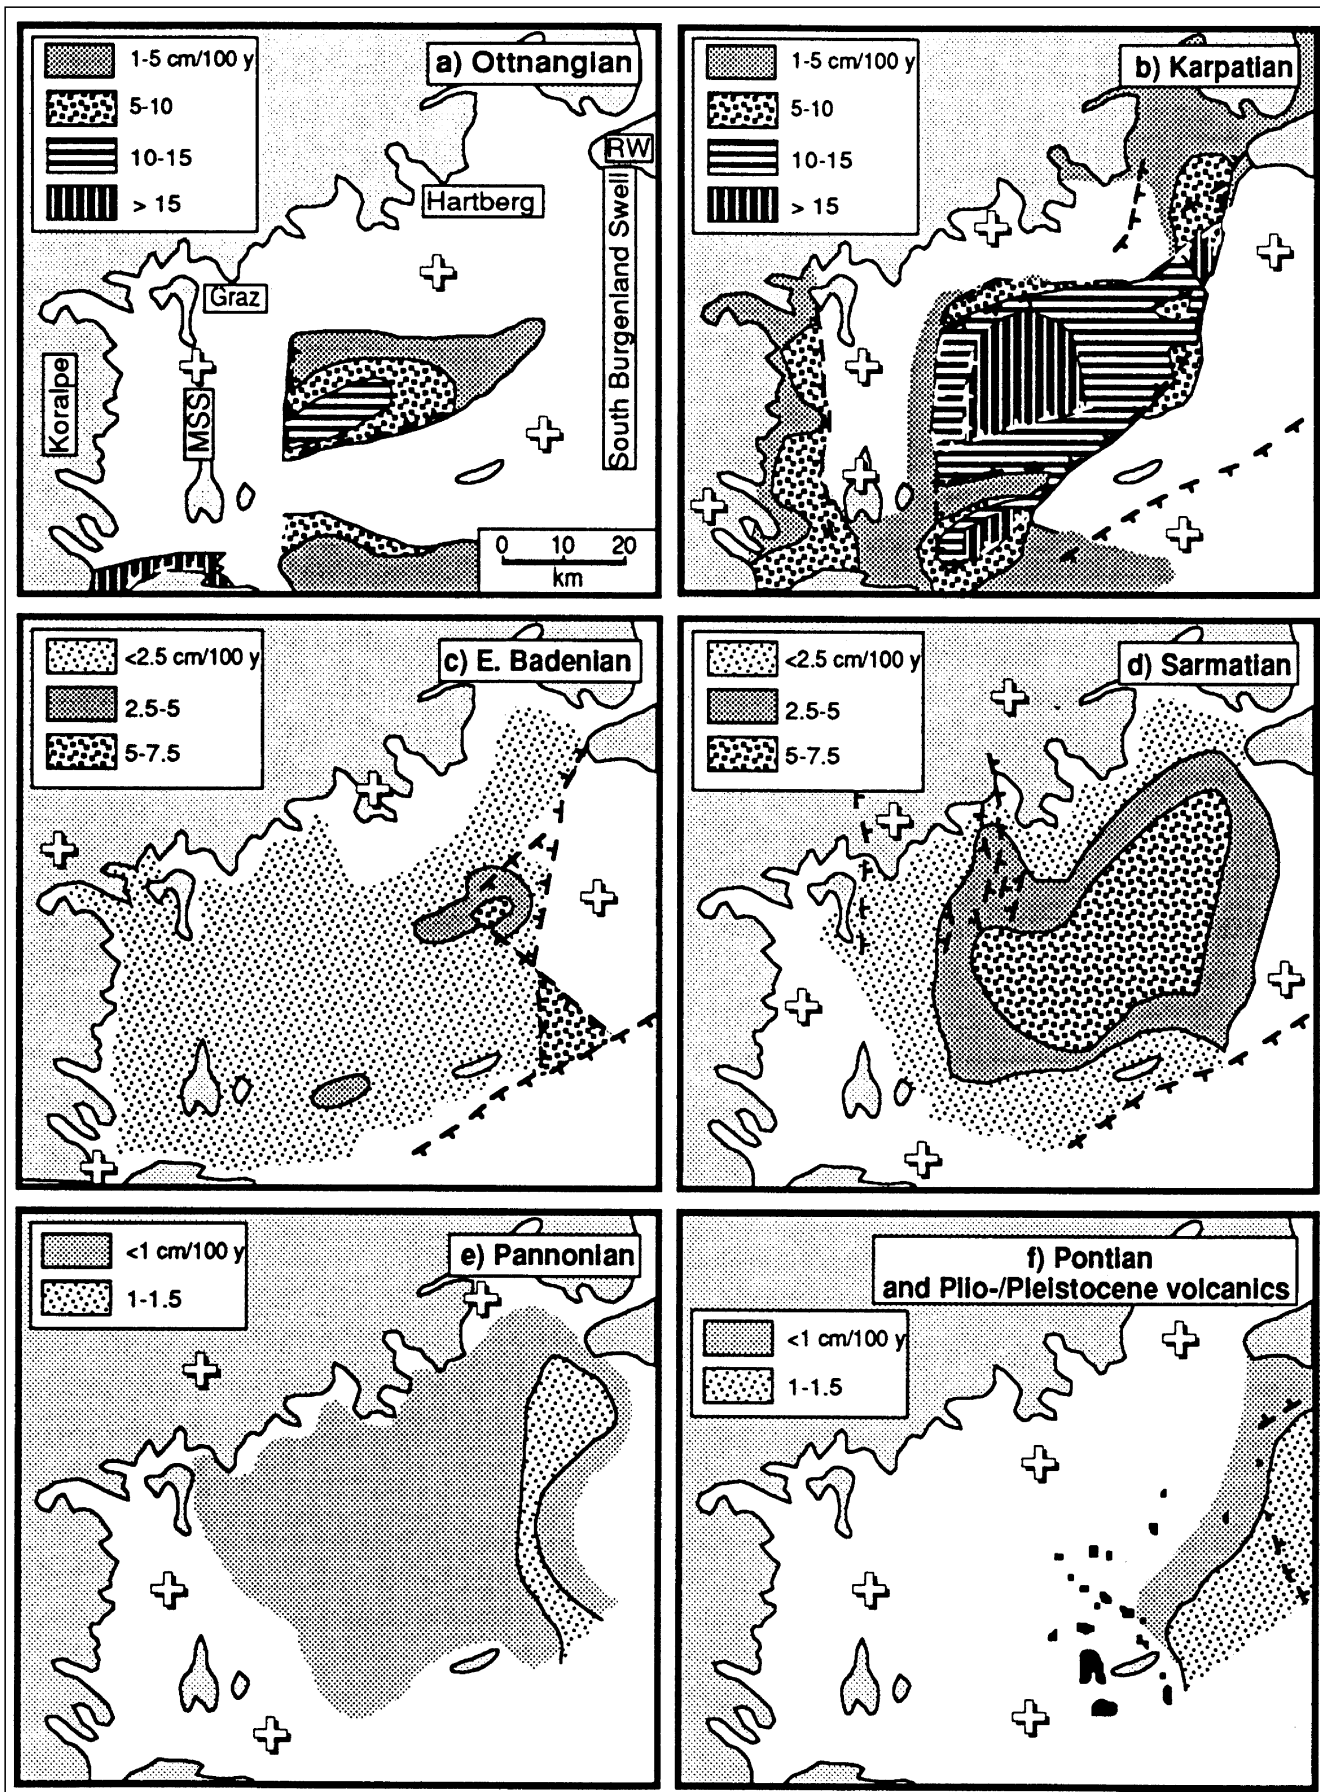 a) Ottnangian
1-5 cm/100 y
5-10
10-15
> 15
RW
Hartberg
South Burgenland Swell
Graz
Koralpe
MSS
0 10 20
km
b) Karpatian
1-5 cm/100 y
5-10
10-15
> 15
c) E. Badenian
<2.5 cm/100 y
2.5-5
5-7.5
d) Sarmatian
<2.5 cm/100 y
2.5-5
5-7.5
e) Pannonian
<1 cm/100 y
1-1.5
f) Pontian
and Plio-/Pleistocene volcanics
<1 cm/100 y
1-1.5